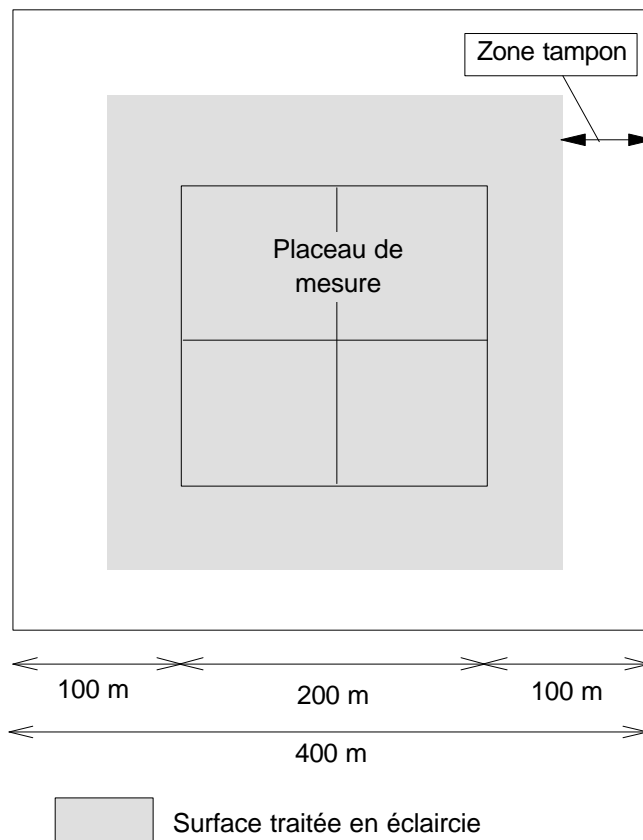 Zone tampon
Placeau de
mesure
100 m
200 m
100 m
400 m
Surface traitée en éclaircie